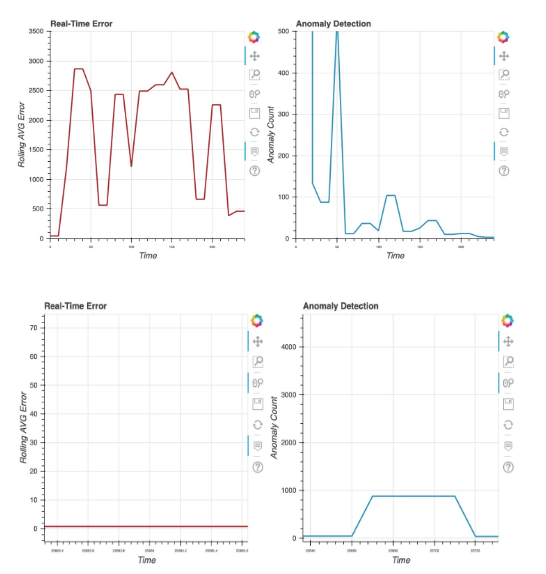 Real-Time Error
Anomaly Detection
3500
3000
2500
2000
1500
1000
500
0
Rolling AVG Error
Time
500
400
300
200
100
0
Anomaly Count
Time
Real-Time Error
Anomaly Detection
70
60
50
40
30
20
10
0
Rolling AVG Error
Time
4000
3000
2000
1000
0
Anomaly Count
Time